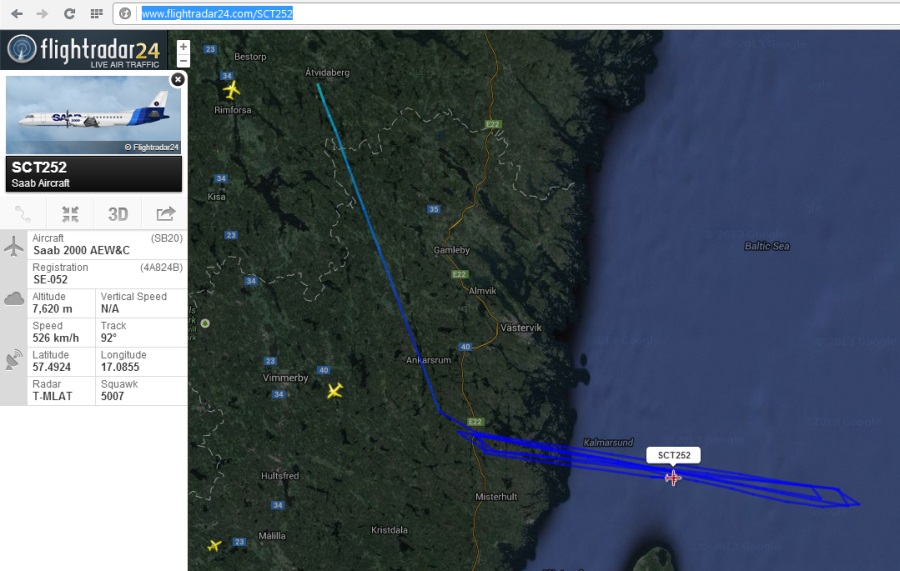 www.flightradar24.com/SCT252
flightradar24
LIVE AIR TRAFFIC
SAAB
© Flightradar24
SCT252
Saab Aircraft
3D
Aircraft (SB20)
Saab 2000 AEW&C
Registration (4A824B)
SE-052
Altitude Vertical Speed
7,620 m N/A
Speed Track
526 km/h 92°
Latitude Longitude
57.4924 17.0855
Radar Squawk
T-MLAT 5007
+
−
23
Bestorp
Åtvidaberg
34
Rimforsa
E22
34
Kisa
35
23
Gamleby
Baltic Sea
E22
34
Almvik
Västervik
40
Ankarsrum
23
40
Vimmerby
34
E22
Kalmarsund
SCT252
Hultsfred
Misterhult
34
Kristdala
23
Målilla